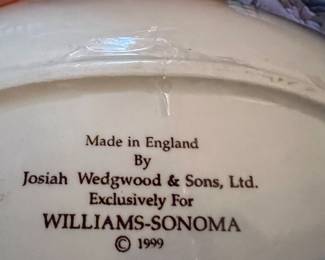 Made in England
By
Josiah Wedgwood & Sons, Ltd.
Exclusively For
WILLIAMS-SONOMA
© 1999